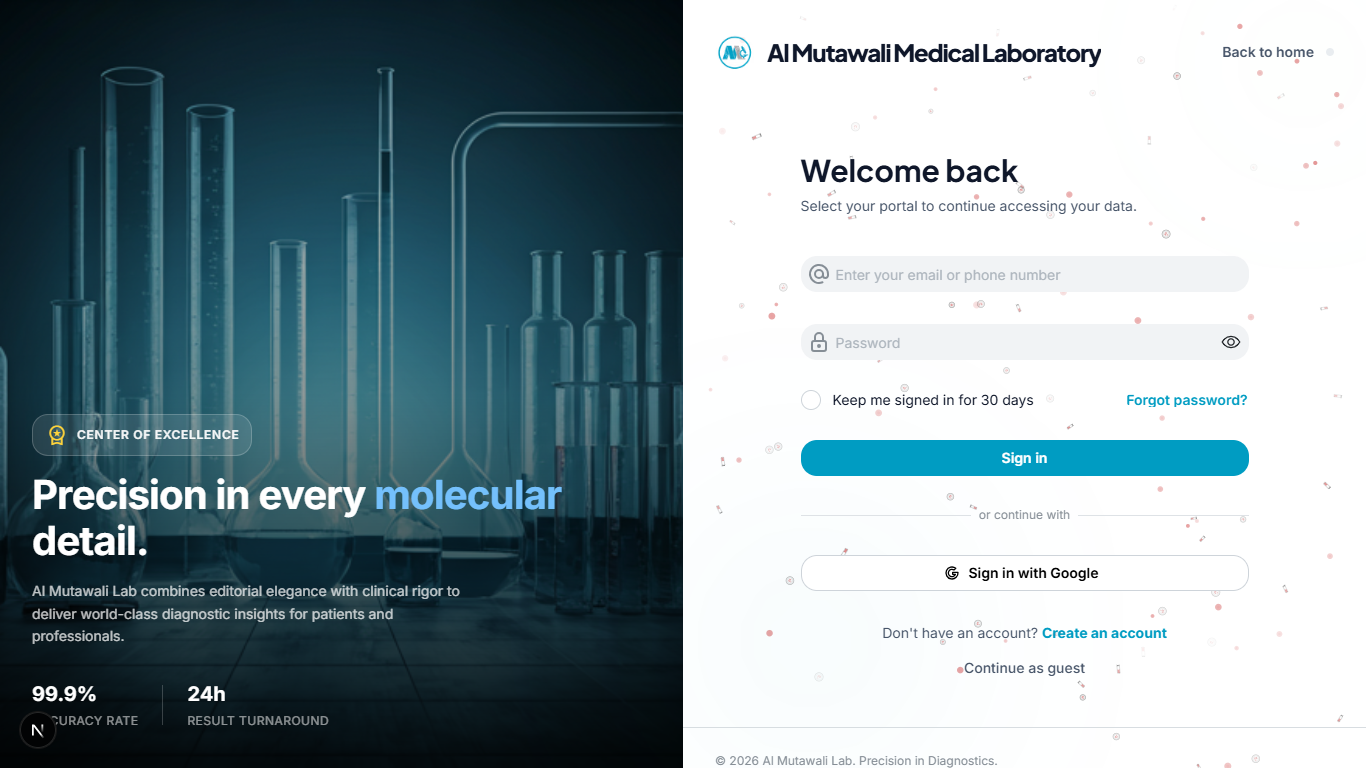 CENTER OF EXCELLENCE
Precision in every molecular
detail.
Al Mutawali Lab combines editorial elegance with clinical rigor to
deliver world-class diagnostic insights for patients and
professionals.
99.9%
24h
CURACY RATE
RESULT TURNAROUND
N
Al Mutawali Medical Laboratory
Back to home
Welcome back
Select your portal to continue accessing your data.
Enter your email or phone number
Password
Keep me signed in for 30 days
Forgot password?
Sign in
or continue with
Sign in with Google
Don't have an account? Create an account
Continue as guest
© 2026 Al Mutawali Lab. Precision in Diagnostics.